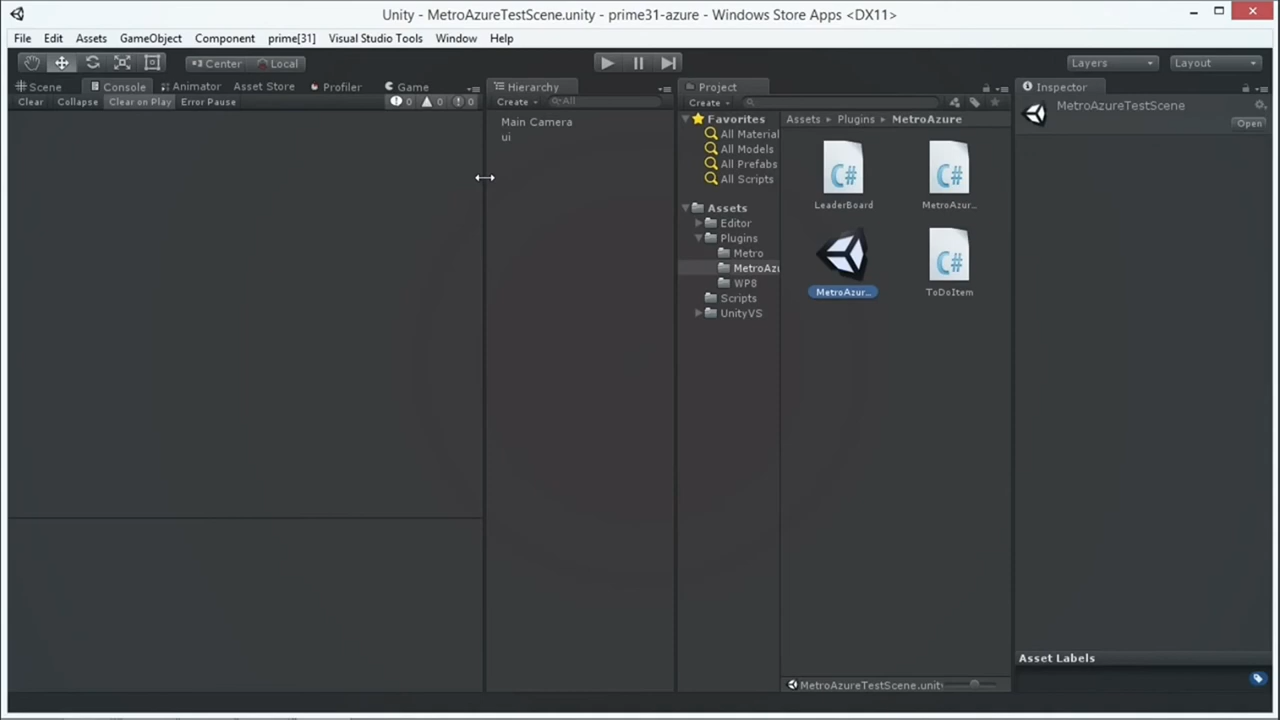 Unity - MetroAzureTestScene.unity - prime31-azure - Windows Store Apps <DX11>
File Edit Assets GameObject Component prime[31] Visual Studio Tools Window Help
Center Local Layers Layout
Scene Console Animator Asset Store Profiler Game Hierarchy Project Inspector
Clear Collapse Clear on Play Error Pause 0 0 0 Create All Create MetroAzureTestScene
Open
Main Camera
ui
Favorites
All Material
All Models
All Prefabs
All Scripts
Assets
Editor
Plugins
Metro
MetroAzu
WP8
Scripts
UnityVS
Assets Plugins MetroAzure
C# C#
LeaderBoard MetroAzur...
C#
MetroAzur... ToDoItem
MetroAzureTestScene.unity
Asset Labels